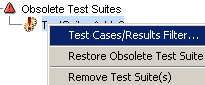 Obsolete Test Suites
Test Cases/Results Filter...
Restore Obsolete Test Suite
Remove Test Suite(s)